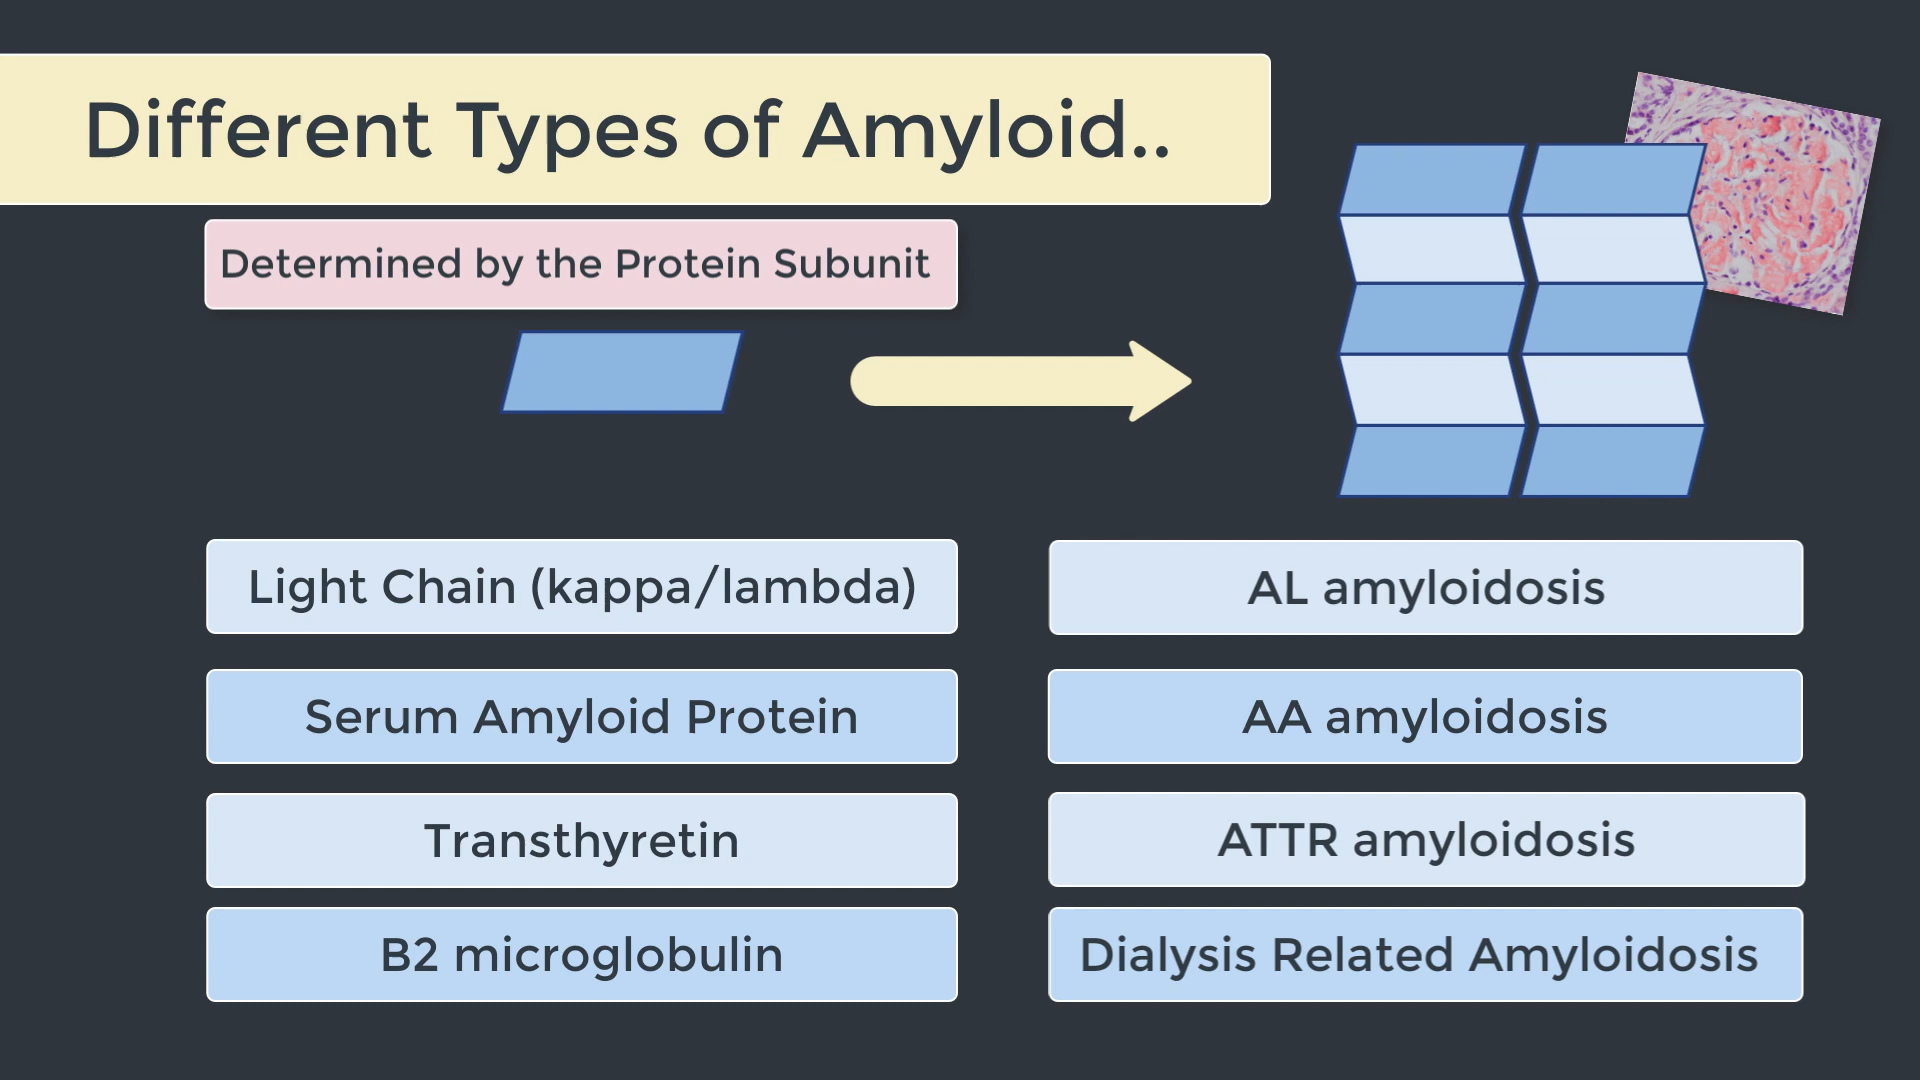 Different Types of Amyloid..
Determined by the Protein Subunit
Light Chain (kappa/lambda)
AL amyloidosis
Serum Amyloid Protein
AA amyloidosis
Transthyretin
ATTR amyloidosis
B2 microglobulin
Dialysis Related Amyloidosis